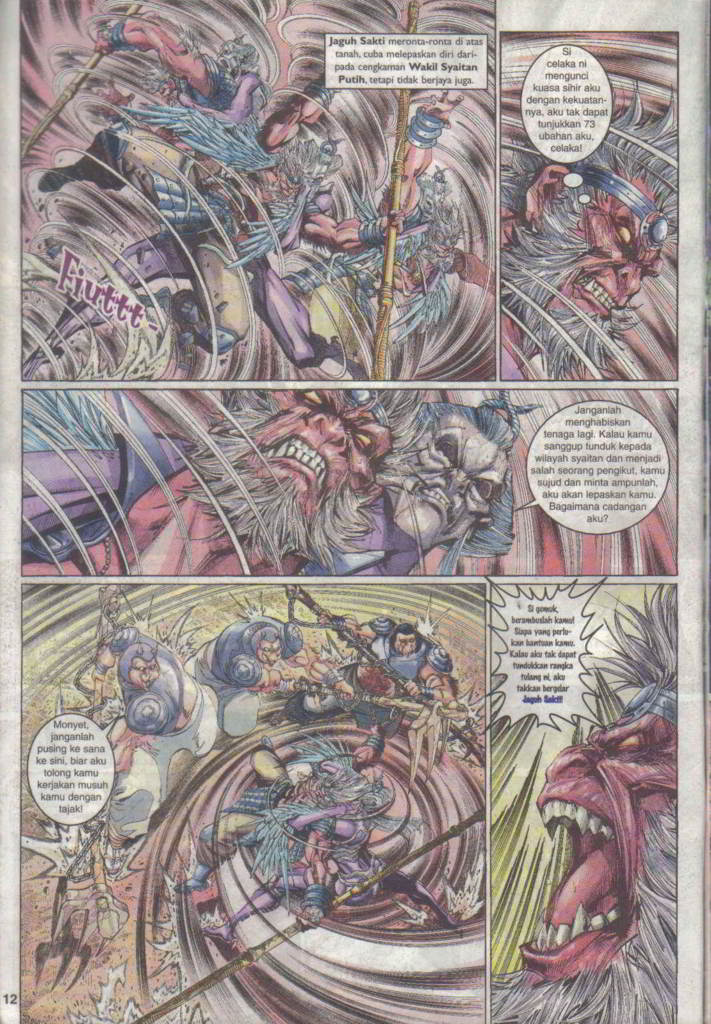 Jaguh Sakti meronta-ronta di atas
tanah, cuba melepaskan diri dari-
pada cengkaman Wakil Syaitan
Putih, tetapi tidak berjaya juga.
Si
celaka ni
mengunci
kuasa sihir aku
dengan kekuatan-
nya, aku tak dapat
tunjukkan 73
ubahan aku,
celaka!
Fiuttt-
Janganlah
menghabiskan
tenaga lagi. Kalau kamu
sanggup tunduk kepada
wilayah syaitan dan menjadi
salah seorang pengikut, kamu
sujud dan minta ampunlah,
aku akan lepaskan kamu.
Bagaimana cadangan
aku?
Monyet,
janganlah
pusing ke sana
ke sini, biar aku
tolong kamu
kerjakan musuh
kamu dengan
tajak!
Si gemuk,
berambuslah kamu!
Siapa yang perlu-
kan bantuan kamu.
Kalau aku tak dapat
tundukkan rangka
tulang ni, aku
takkan bergelar
Jaguh Sakti!!
12